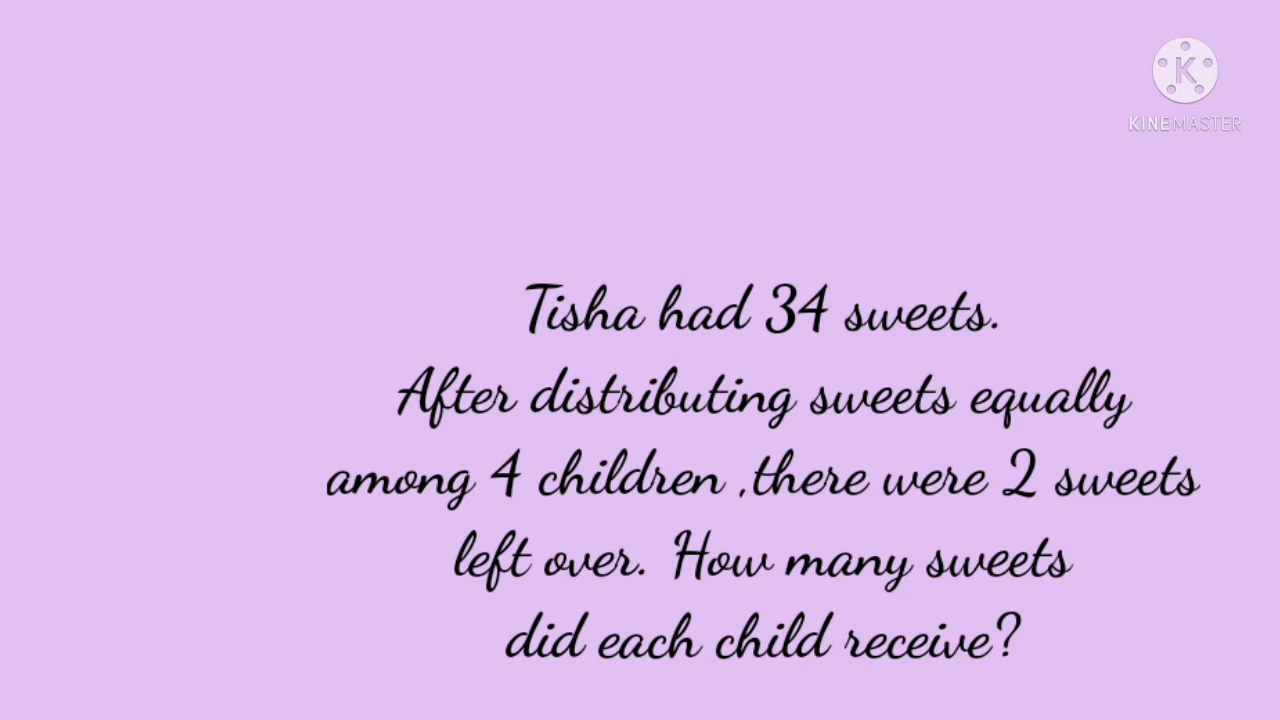 K
KINEMASTER
Tisha had 34 sweets.
After distributing sweets equally
among 4 children ,there were 2 sweets
left over. How many sweets
did each child receive?